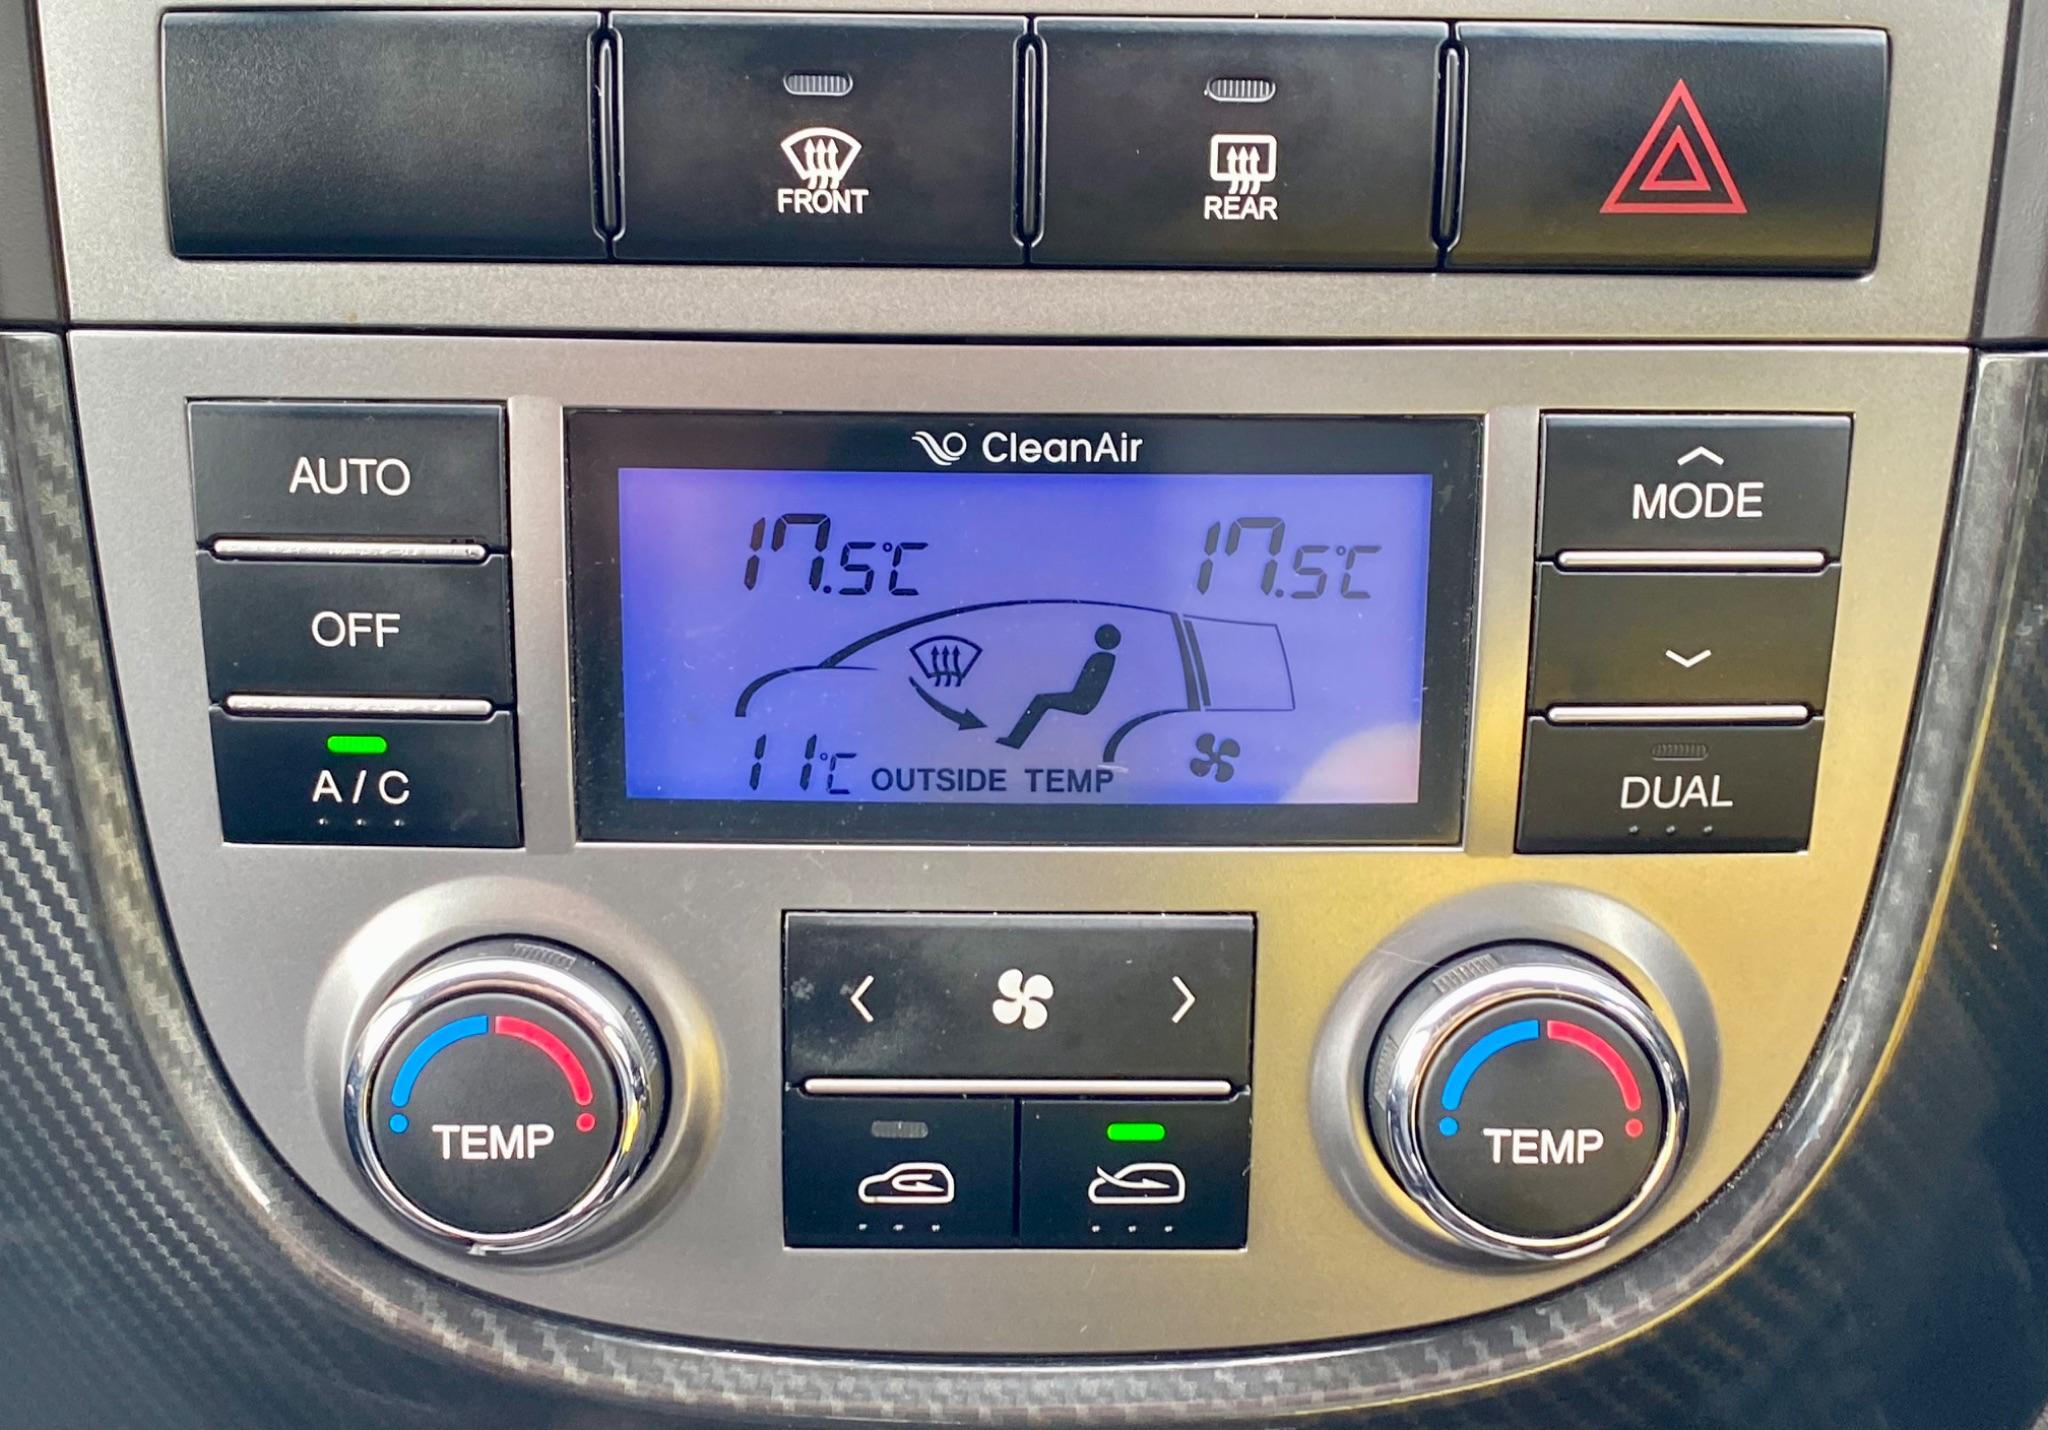 FRONT
REAR
AUTO
OFF
A/C
CleanAir
17.5°C
17.5°C
11°C OUTSIDE TEMP
MODE
DUAL
TEMP
TEMP